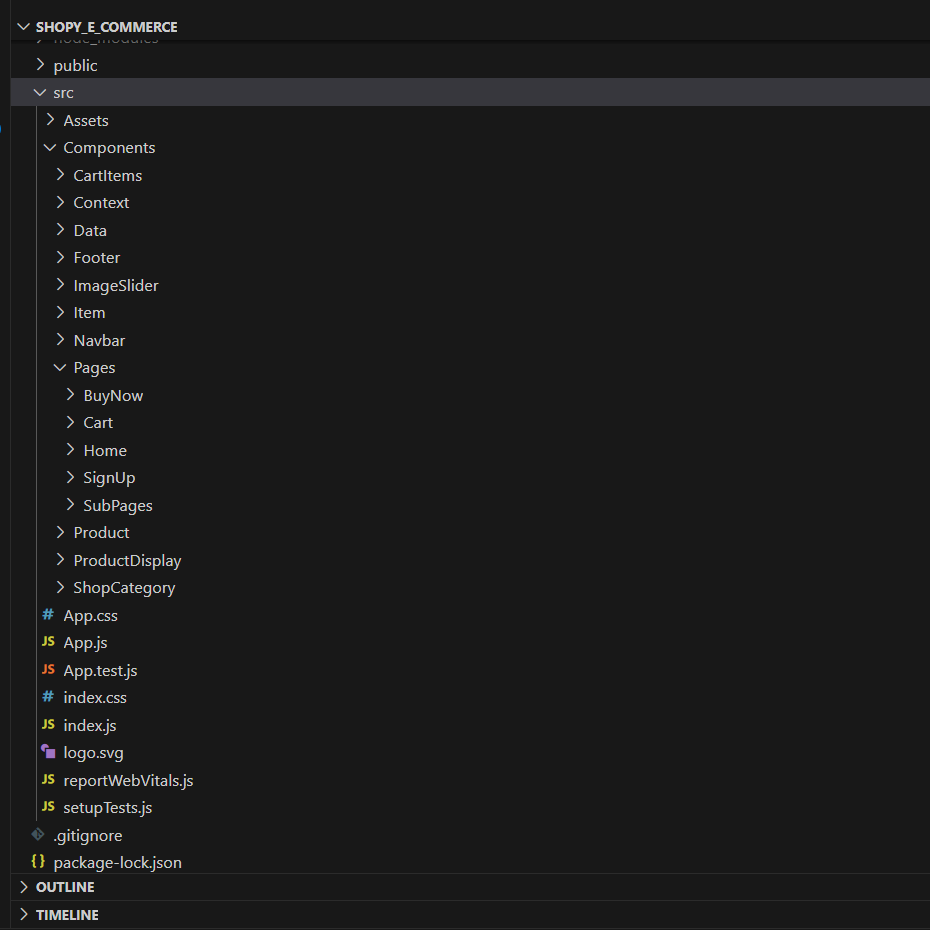 SHOPY_E_COMMERCE
node_modules
public
src
Assets
Components
CartItems
Context
Data
Footer
ImageSlider
Item
Navbar
Pages
BuyNow
Cart
Home
SignUp
SubPages
Product
ProductDisplay
ShopCategory
# App.css
JS App.js
JS App.test.js
# index.css
JS index.js
logo.svg
JS reportWebVitals.js
JS setupTests.js
.gitignore
{} package-lock.json
OUTLINE
TIMELINE